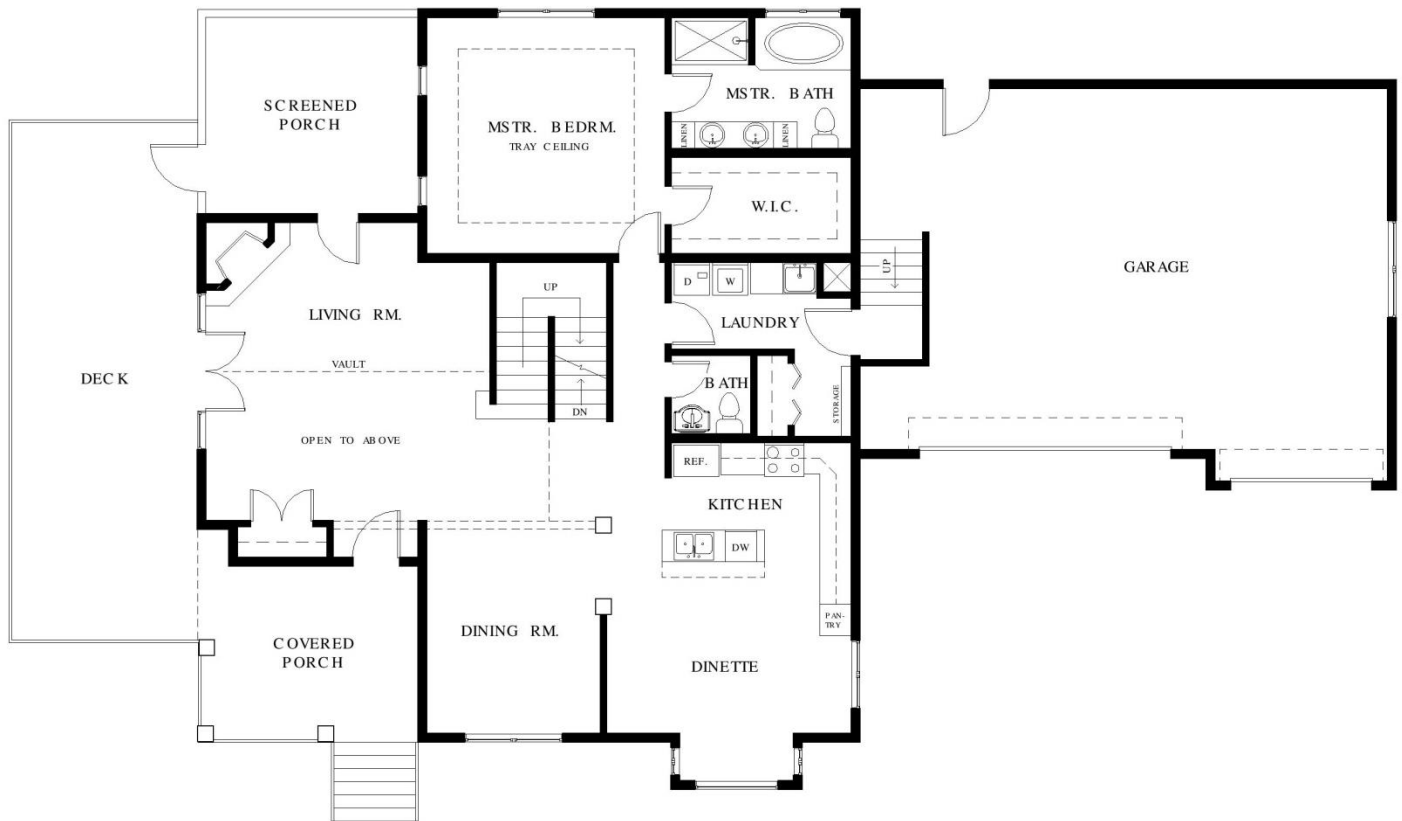 SCREENED
PORCH
MSTR. BEDRM.
TRAY CEILING
MSTR. BATH
LINEN
LINEN
W.I.C.
UP
GARAGE
D
W
LAUNDRY
UP
LIVING RM.
VAULT
DECK
BATH
STORAGE
DN
OPEN TO ABOVE
REF.
KITCHEN
DW
PAN-
TRY
DINING RM.
COVERED
PORCH
DINETTE